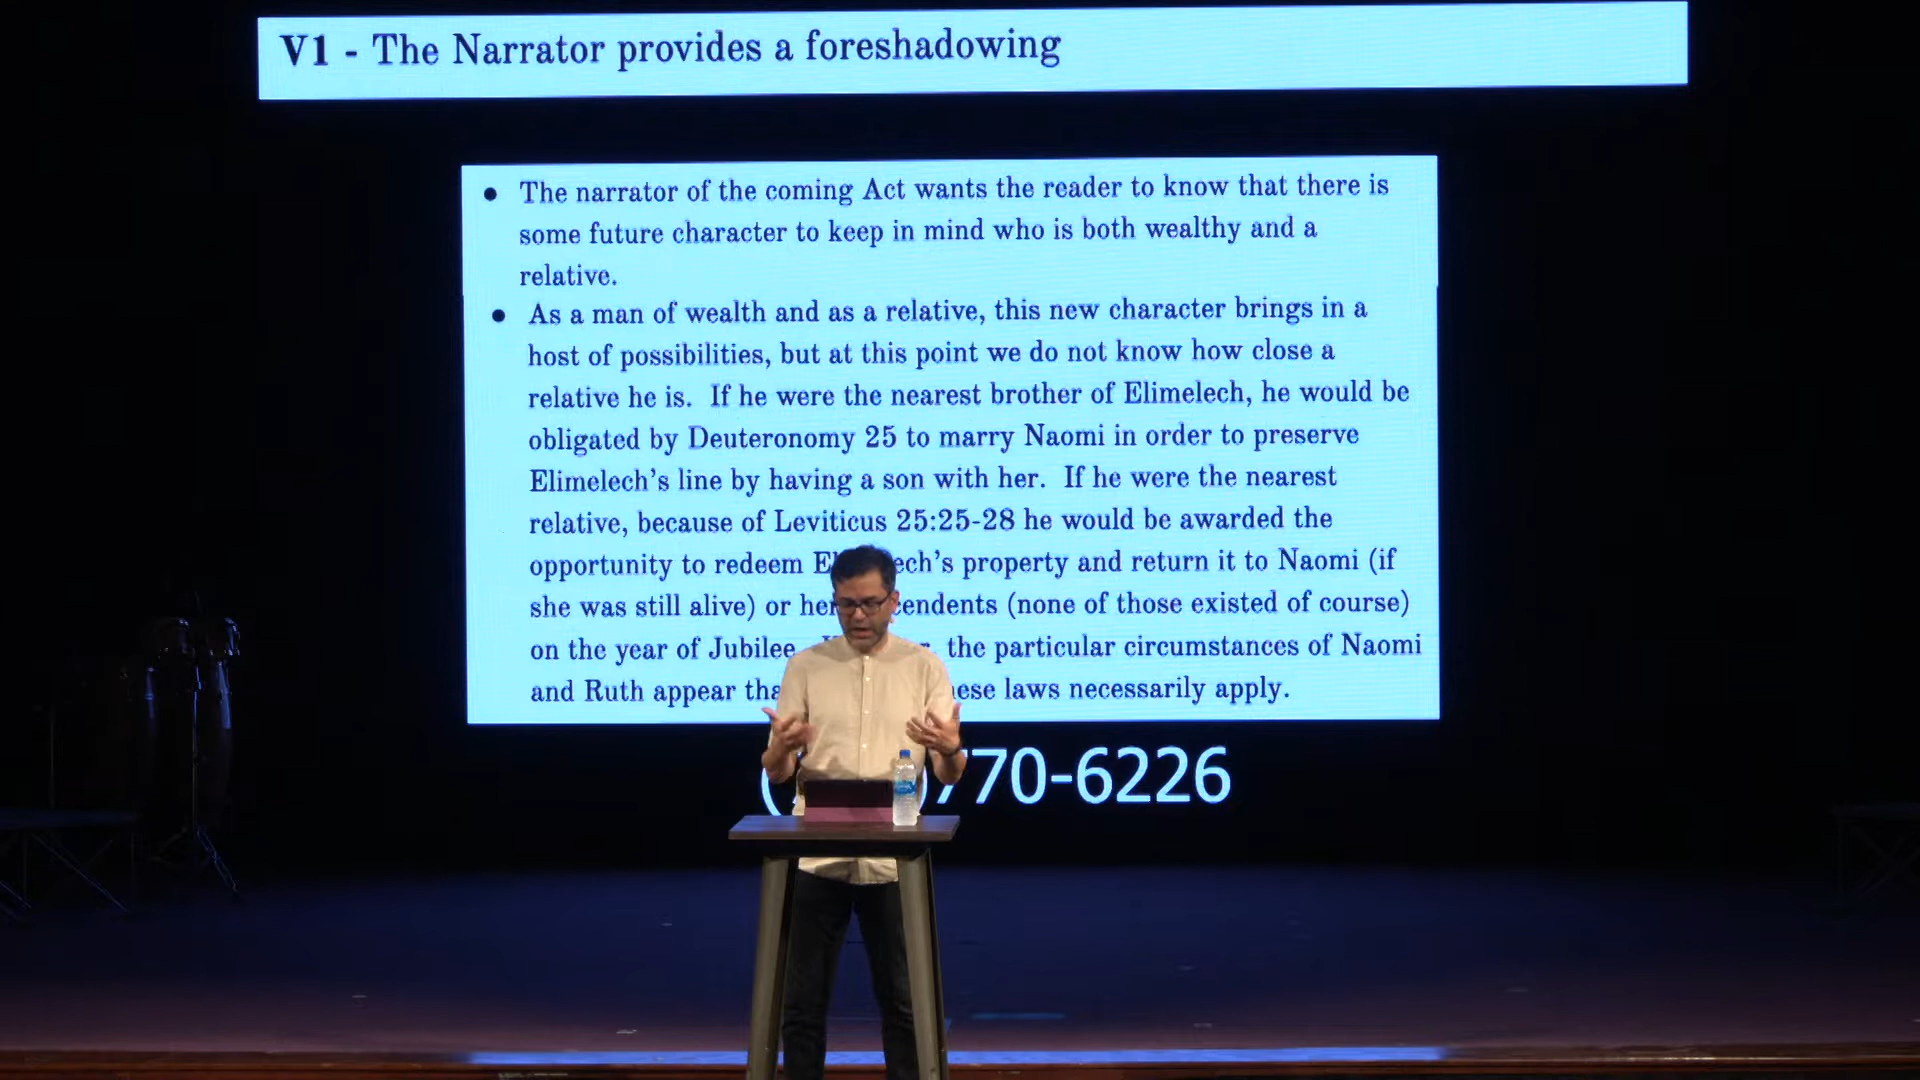 V1 - The Narrator provides a foreshadowing
● The narrator of the coming Act wants the reader to know that there is
some future character to keep in mind who is both wealthy and a
relative.
● As a man of wealth and as a relative, this new character brings in a
host of possibilities, but at this point we do not know how close a
relative he is. If he were the nearest brother of Elimelech, he would be
obligated by Deuteronomy 25 to marry Naomi in order to preserve
Elimelech's line by having a son with her. If he were the nearest
relative, because of Leviticus 25:25-28 he would be awarded the
opportunity to redeem property and return it to Naomi (if
she was still alive) or (none of those existed of course)
on the year of Jubilee the particular circumstances of Naomi
and Ruth appear laws necessarily apply.
770-6226